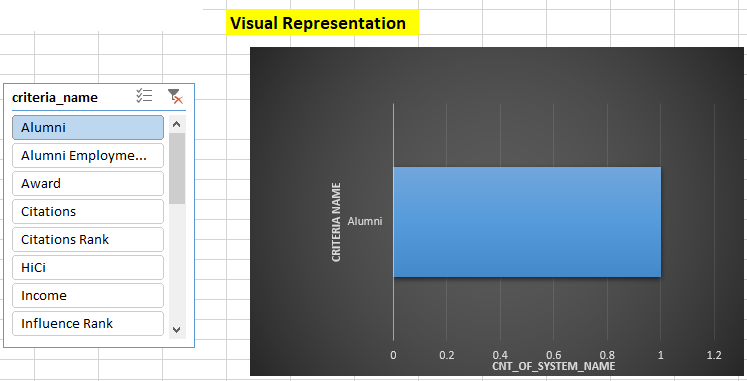 Visual Representation
criteria_name
Alumni
Alumni Employme...
Award
Citations
Citations Rank
HiCi
Income
Influence Rank
CRITERIA NAME
Alumni
0 0.2 0.4 0.6 0.8 1 1.2
CNT_OF_SYSTEM_NAME